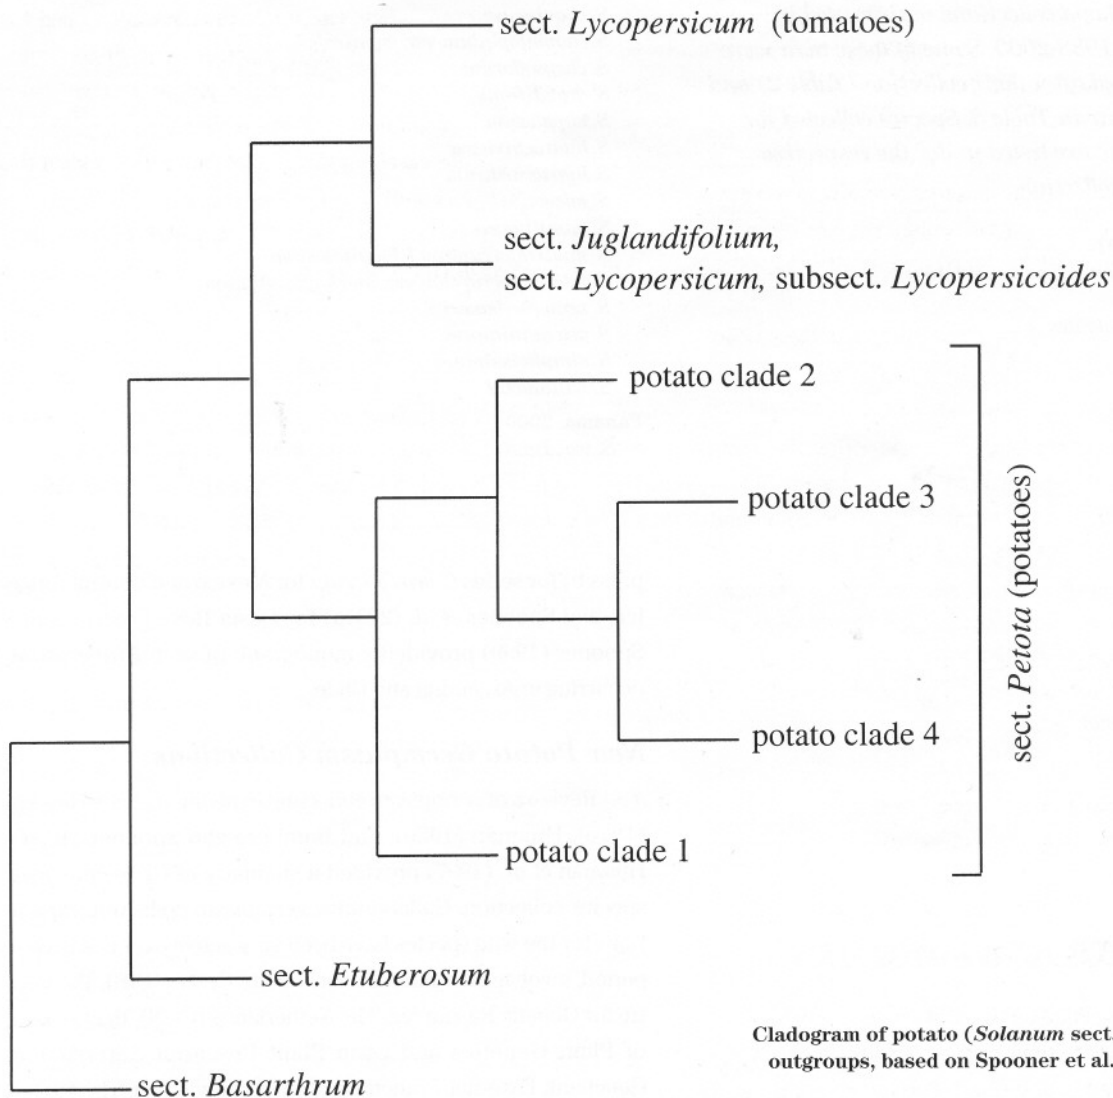 sect. Lycopersicum (tomatoes)
sect. Juglandifolium,
sect. Lycopersicum, subsect. Lycopersicoides
potato clade 2
potato clade 3
sect. Petota (potatoes)
potato clade 4
potato clade 1
sect. Etuberosum
sect. Basarthrum
Cladogram of potato (Solanum sect.
outgroups, based on Spooner et al.